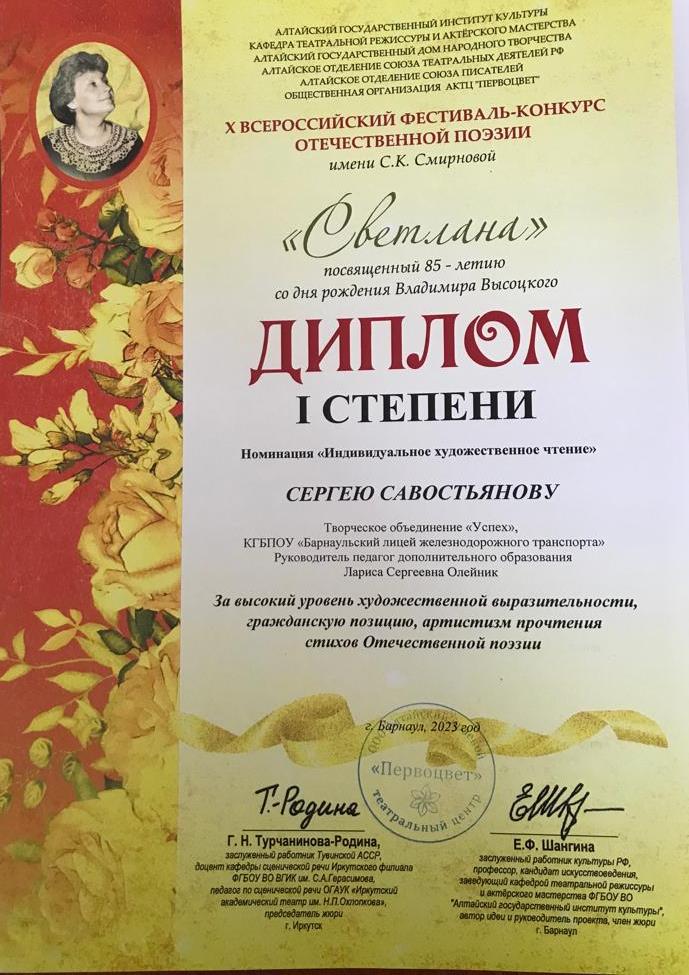 АЛТАЙСКИЙ ГОСУДАРСТВЕННЫЙ ИНСТИТУТ КУЛЬТУРЫ
КАФЕДРА ТЕАТРАЛЬНОЙ РЕЖИССУРЫ И АКТЁРСКОГО МАСТЕРСТВА
АЛТАЙСКИЙ ГОСУДАРСТВЕННЫЙ ДОМ НАРОДНОГО ТВОРЧЕСТВА
АЛТАЙСКОЕ ОТДЕЛЕНИЕ СОЮЗА ТЕАТРАЛЬНЫХ ДЕЯТЕЛЕЙ РФ
АЛТАЙСКОЕ ОТДЕЛЕНИЕ СОЮЗА ПИСАТЕЛЕЙ
ОБЩЕСТВЕННАЯ ОРГАНИЗАЦИЯ АКТЦ "ПЕРВОЦВЕТ"
X ВСЕРОССИЙСКИЙ ФЕСТИВАЛЬ-КОНКУРС
ОТЕЧЕСТВЕННОЙ ПОЭЗИИ
имени С.К. Смирновой
«Светлана»
посвященный 85 - летию
со дня рождения Владимира Высоцкого
ДИПЛОМ
I СТЕПЕНИ
Номинация «Индивидуальное художественное чтение»
СЕРГЕЮ САВОСТЬЯНОВУ
Творческое объединение «Успех»,
КГБПОУ «Барнаульский лицей железнодорожного транспорта»
Руководитель педагог дополнительного образования
Лариса Сергеевна Олейник
За высокий уровень художественной выразительности,
гражданскую позицию, артистизм прочтения
стихов Отечественной поэзии
г. Барнаул, 2023 год
«Первоцвет»
театральный центр
Т.-Родина
Г. Н. Турчанинова-Родина,
заслуженный работник Тувинской АССР,
доцент кафедры сценической речи Иркутского филиала
ФГБОУ ВО ВГИК им. С.А.Герасимова,
педагог по сценической речи ОГАУК «Иркутский
академический театр им. Н.П.Охлопкова»,
председатель жюри
г. Иркутск
Е.Ф. Шангина
заслуженный работник культуры РФ,
профессор, кандидат искусствоведения,
заведующий кафедрой театральной режиссуры
и актёрского мастерства ФГБОУ ВО
"Алтайский государственный институт культуры",
автор идеи и руководитель проекта, член жюри
г. Барнаул